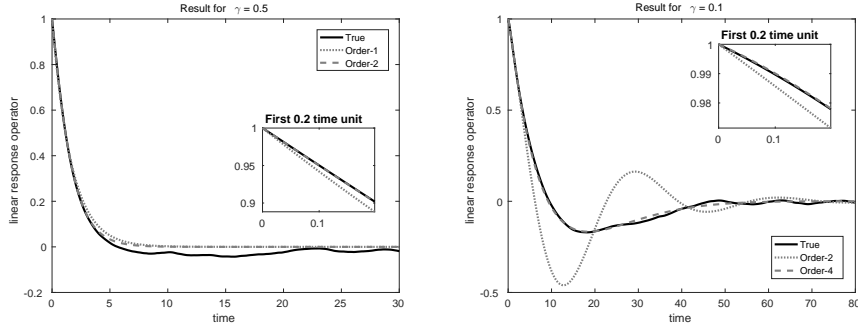 Result for γ = 0.5
1
0.8
0.6
0.4
0.2
0
-0.2
0
5
10
15
20
25
30
time
linear response operator
True
Order-1
Order-2
First 0.2 time unit
1
0.95
0.9
0
0.1
Result for γ = 0.1
1
0.5
0
-0.5
0
10
20
30
40
50
60
70
80
time
linear response operator
First 0.2 time unit
1
0.99
0.98
0
0.1
True
Order-2
Order-4